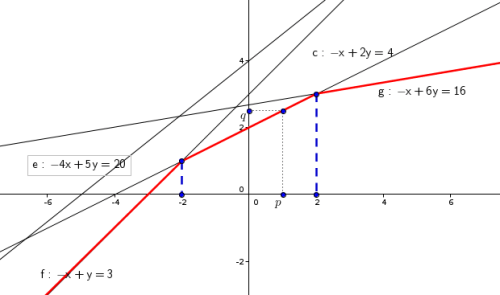 c : −x + 2y = 4
4
g : −x + 6y = 16
q
2
e : −4x + 5y = 20
0
-6
-4
-2
0
p
2
4
6
-2
f : −x + y = 3